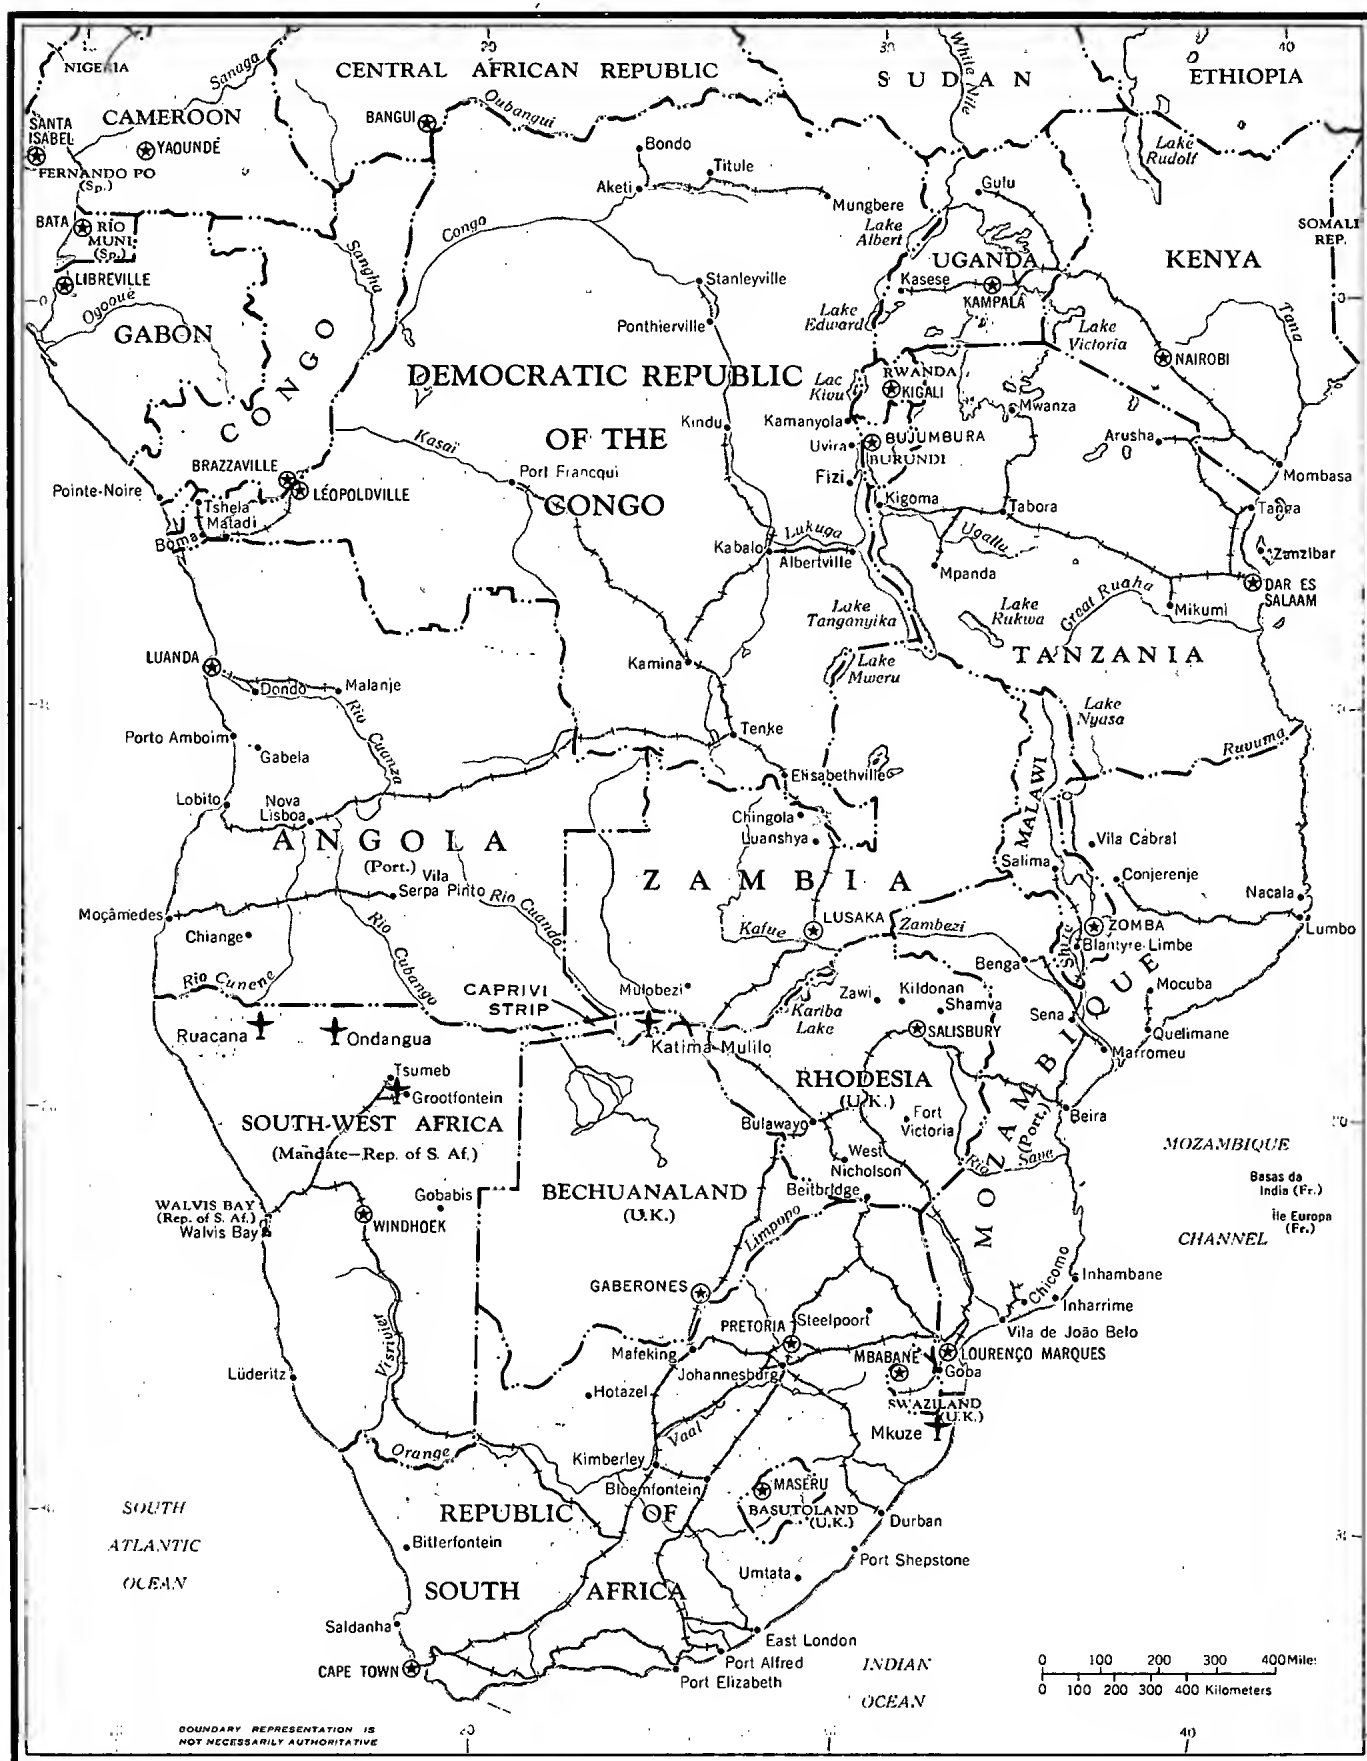 30
40
NIGERIA
Sanaga
CENTRAL AFRICAN REPUBLIC
SUDAN
White Nile
ETHIOPIA
CAMEROON
BANGUI
Oubangui
SANTA
ISABEL
YAOUNDÉ
FERNANDO PO
(Sp.)
Bondo
Titule
Aketi
Mungbere
Gulu
Lake
Rudolf
BATA
RÍO
MUNI
(Sp.)
Congo
Sangha
Lake
Albert
SOMALI
REP.
LIBREVILLE
Ogooué
Stanleyville
UGANDA
Kasese
KAMPALA
KENYA
GABON
CONGO
Ponthierville
Lake
Edward
Lake
Victoria
Tana
NAIROBI
DEMOCRATIC REPUBLIC
OF THE
CONGO
Lac
Kivu
RWANDA
KIGALI
Mwanza
Kasaï
Kindu
Kamanyola
Uvira
BUJUMBURA
BURUNDI
Arusha
BRAZZAVILLE
LÉOPOLDVILLE
Port Francqui
Fizi
Mombasa
Pointe-Noire
Tshela
Matadi
Boma
Kigoma
Tabora
Tanga
Kabalo
Lukuga
Albertville
Ugallu
Mpanda
Zanzibar
DAR ES
SALAAM
Lake
Tanganyika
Lake
Rukwa
Great Ruaha
Mikumi
LUANDA
Dondo
Malanje
Kamina
Lake
Mweru
TANZANIA
Rio Cuanza
Porto Amboim
Gabela
Tenke
Lake
Nyasa
Ruvuma
Elisabethville
Lobito
Nova
Lisboa
Chingola
Luanshya
MALAWI
ANGOLA
(Port.)
Vila Cabral
Vila
Serpa Pinto
Rio Cuando
ZAMBIA
Salima
Conjerenje
Nacala
Moçâmedes
Chiange
Rio Cubango
LUSAKA
Kafue
Zambezi
ZOMBA
Blantyre-Limbe
Shire
Lumbo
Rio Cunene
CAPRIVI
STRIP
Mulobezi
Benga
Mocuba
Zawi
Kildonan
Shamva
Kariba
Lake
Ruacana
Ondangua
Katima Mulilo
SALISBURY
Sena
Quelimane
Marromeu
Tsumeb
Grootfontein
RHODESIA
(U.K.)
MOZAMBIQUE
(Port.)
SOUTH-WEST AFRICA
(Mandate—Rep. of S. Af.)
Bulawayo
Fort
Victoria
Beira
MOZAMBIQUE
CHANNEL
West
Nicholson
Rio Save
Basas da
India (Fr.)
Gobabis
BECHUANALAND
(U.K.)
Beitbridge
Île Europa
(Fr.)
WALVIS BAY
(Rep. of S. Af.)
Walvis Bay
WINDHOEK
Limpopo
GABERONES
Chicomo
Inhambane
Inharrime
Visrivier
PRETORIA
Steelpoort
Vila de João Belo
Mafeking
Johannesburg
MBABANE
LOURENÇO MARQUES
Goba
Lüderitz
Hotazel
SWAZILAND
(U.K.)
Mkuze
Vaal
Orange
Kimberley
Bloemfontein
MASERU
BASUTOLAND
(U.K.)
SOUTH
ATLANTIC
OCEAN
REPUBLIC OF
SOUTH AFRICA
Durban
Bitterfontein
Umtata
Port Shepstone
Saldanha
East London
Port Alfred
CAPE TOWN
Port Elizabeth
INDIAN
OCEAN
0 100 200 300 400 Miles
0 100 200 300 400 Kilometers
BOUNDARY REPRESENTATION IS
NOT NECESSARILY AUTHORITATIVE
40